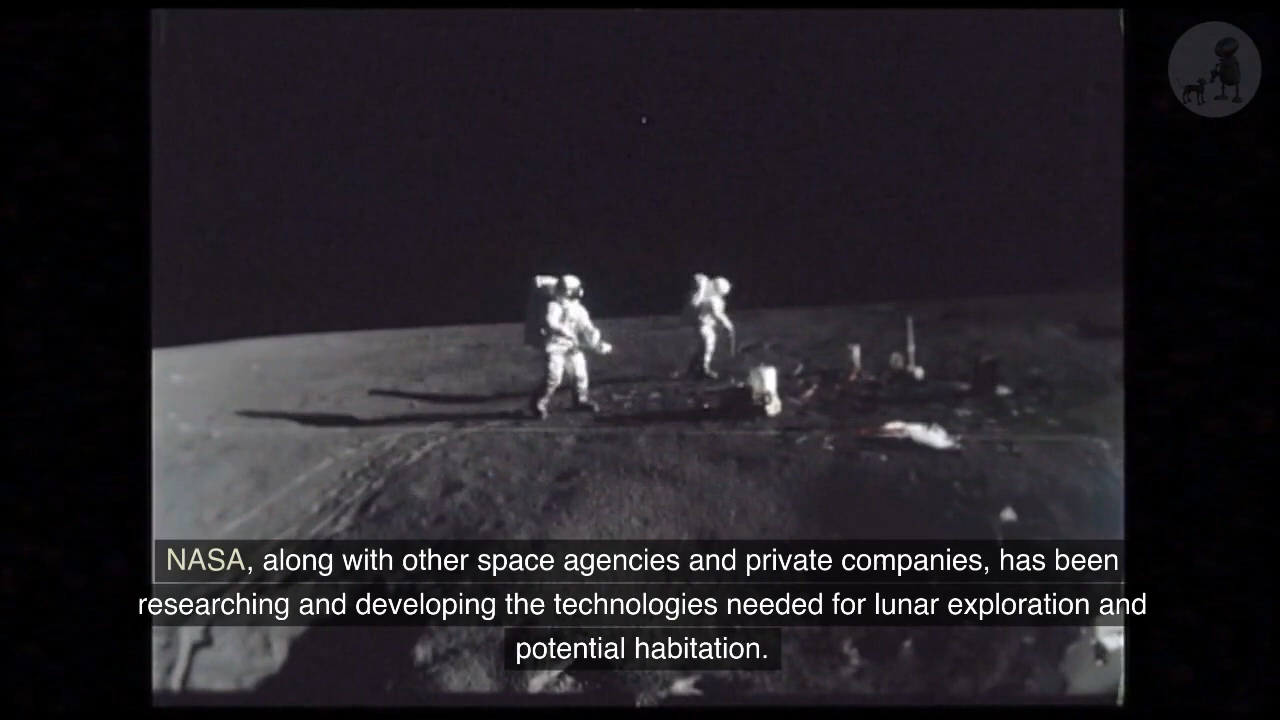 NASA, along with other space agencies and private companies, has been
researching and developing the technologies needed for lunar exploration and
potential habitation.